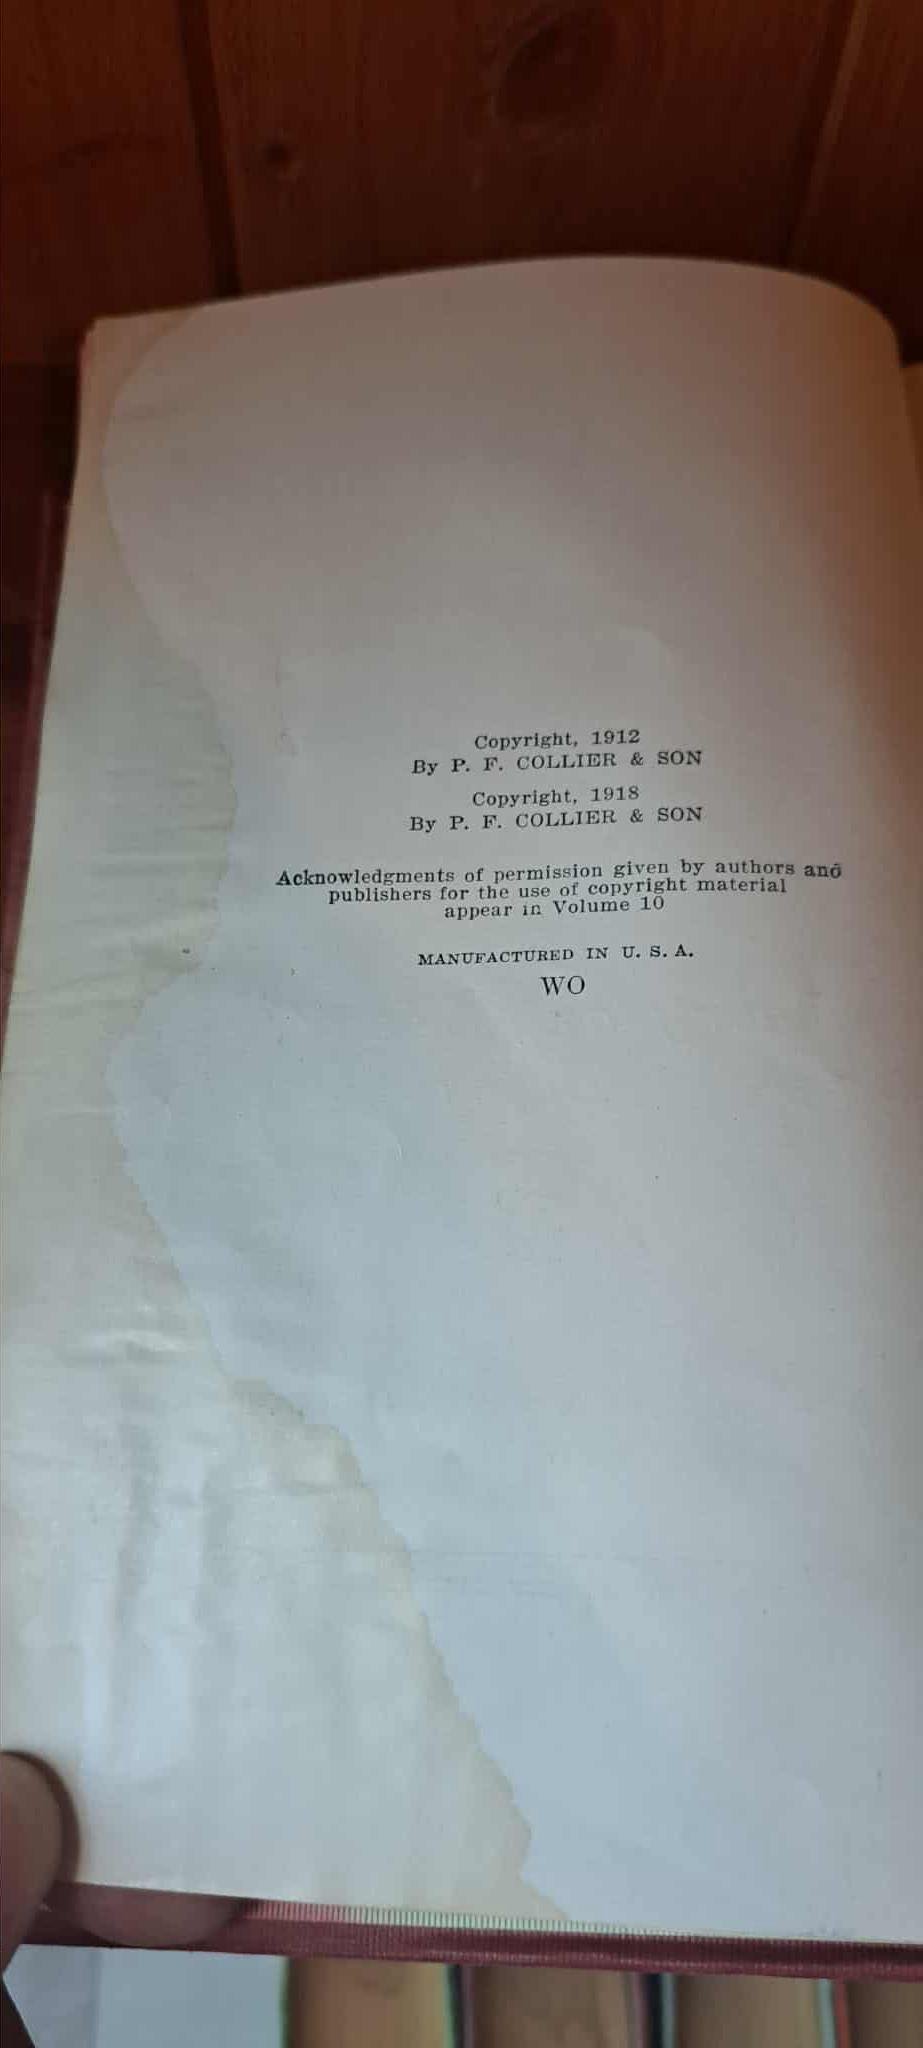 Copyright, 1912
By P. F. COLLIER & SON
Copyright, 1918
By P. F. COLLIER & SON
Acknowledgments of permission given by authors and
publishers for the use of copyright material
appear in Volume 10
MANUFACTURED IN U. S. A.
WO